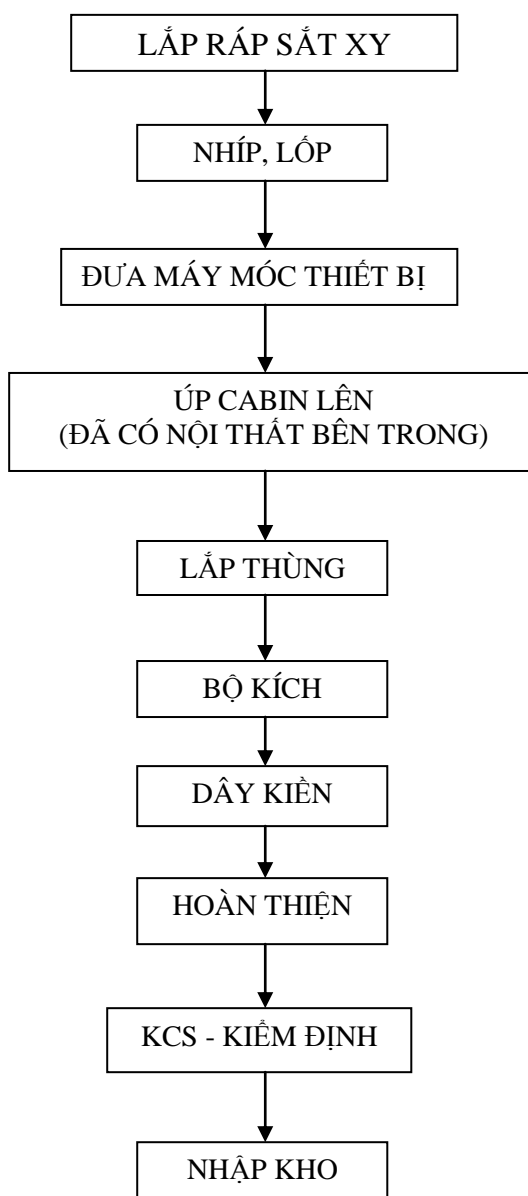 LẮP RÁP SẮT XY
NHÍP, LỐP
ĐƯA MÁY MÓC THIẾT BỊ
ÚP CABIN LÊN
(ĐÃ CÓ NỘI THẤT BÊN TRONG)
LẮP THÙNG
BỘ KÍCH
DÂY KIỀN
HOÀN THIỆN
KCS - KIỂM ĐỊNH
NHẬP KHO